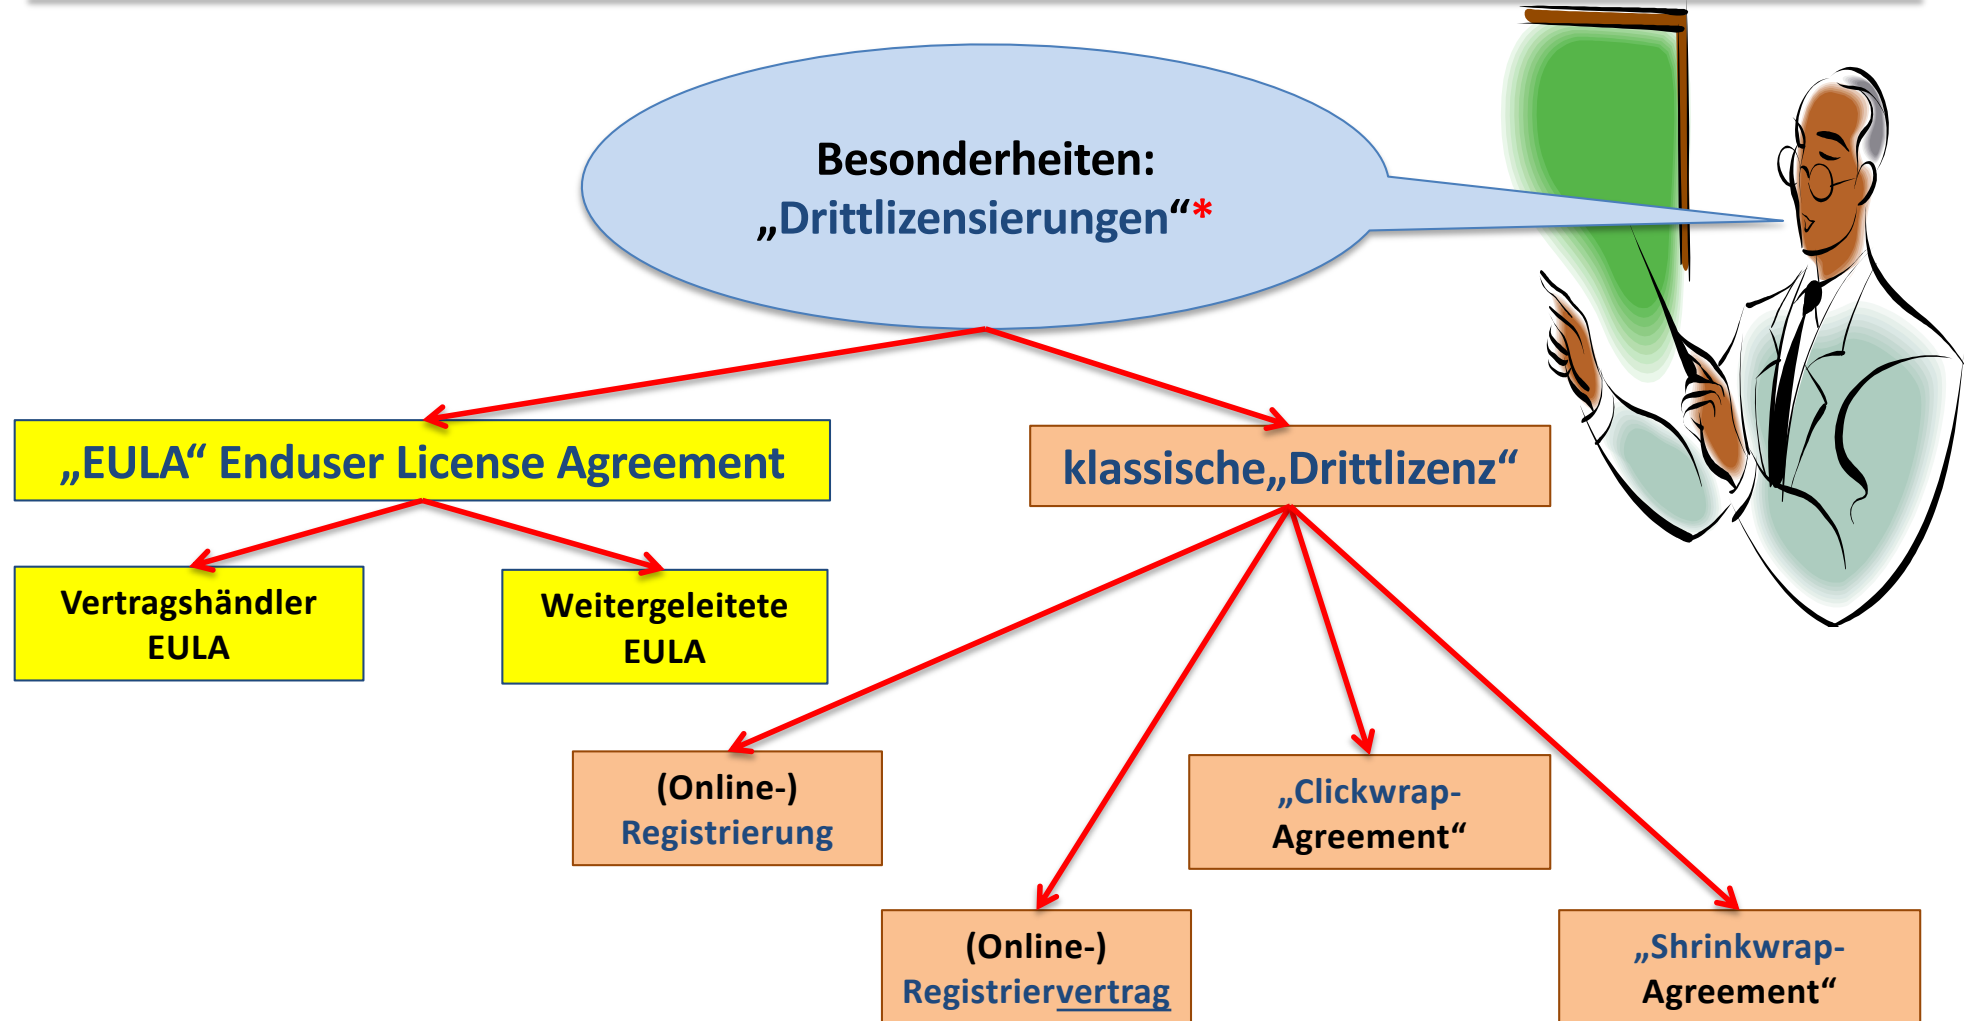 Besonderheiten:
„Drittlizensierungen“*
„EULA“ Enduser License Agreement
klassische„Drittlizenz“
Vertragshändler
EULA
Weitergeleitete
EULA
(Online-)
Registrierung
„Clickwrap-
Agreement“
(Online-)
Registriervertrag
„Shrinkwrap-
Agreement“